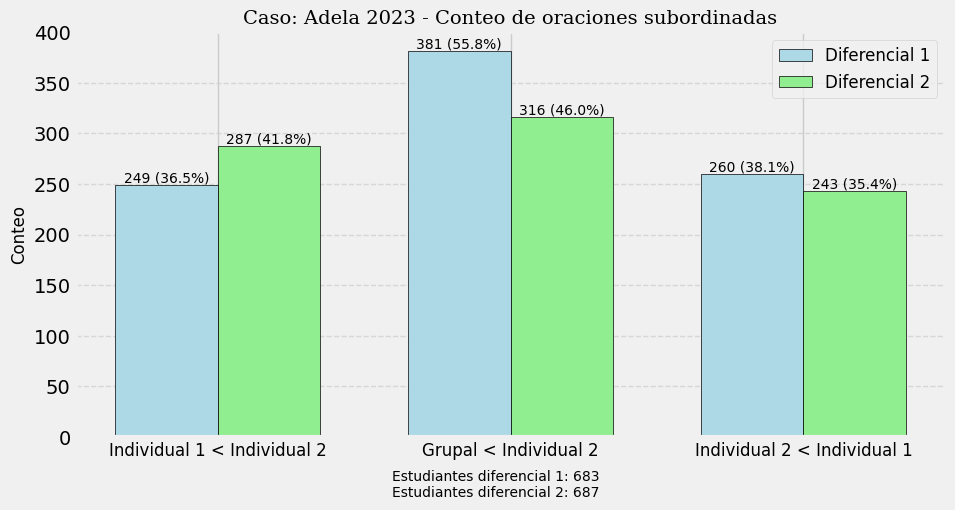 Caso: Adela 2023 - Conteo de oraciones subordinadas
Conteo
400
350
300
250
200
150
100
50
0
249 (36.5%)
287 (41.8%)
381 (55.8%)
316 (46.0%)
260 (38.1%)
243 (35.4%)
Diferencial 1
Diferencial 2
Individual 1 < Individual 2
Grupal < Individual 2
Individual 2 < Individual 1
Estudiantes diferencial 1: 683
Estudiantes diferencial 2: 687